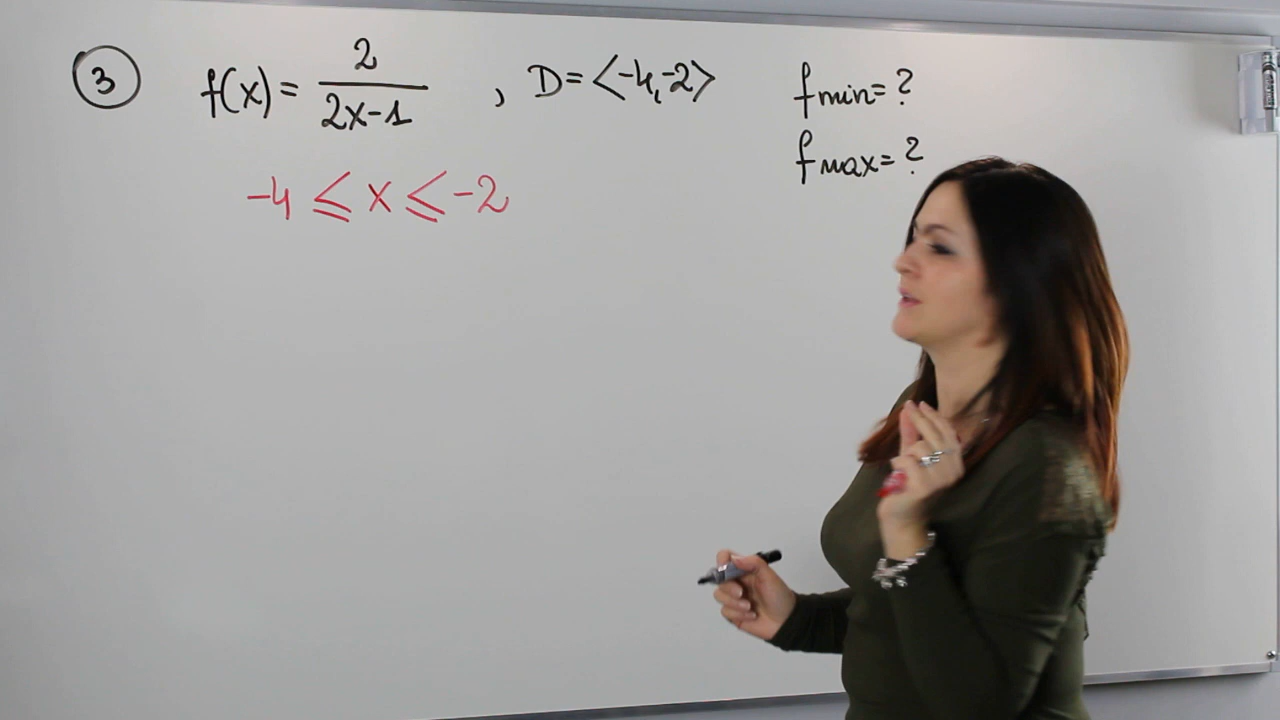 ③ f(x) = 2/(2x-1) , D = <-4,-2> fmin = ?
fmax = ?
-4 ≤ x ≤ -2